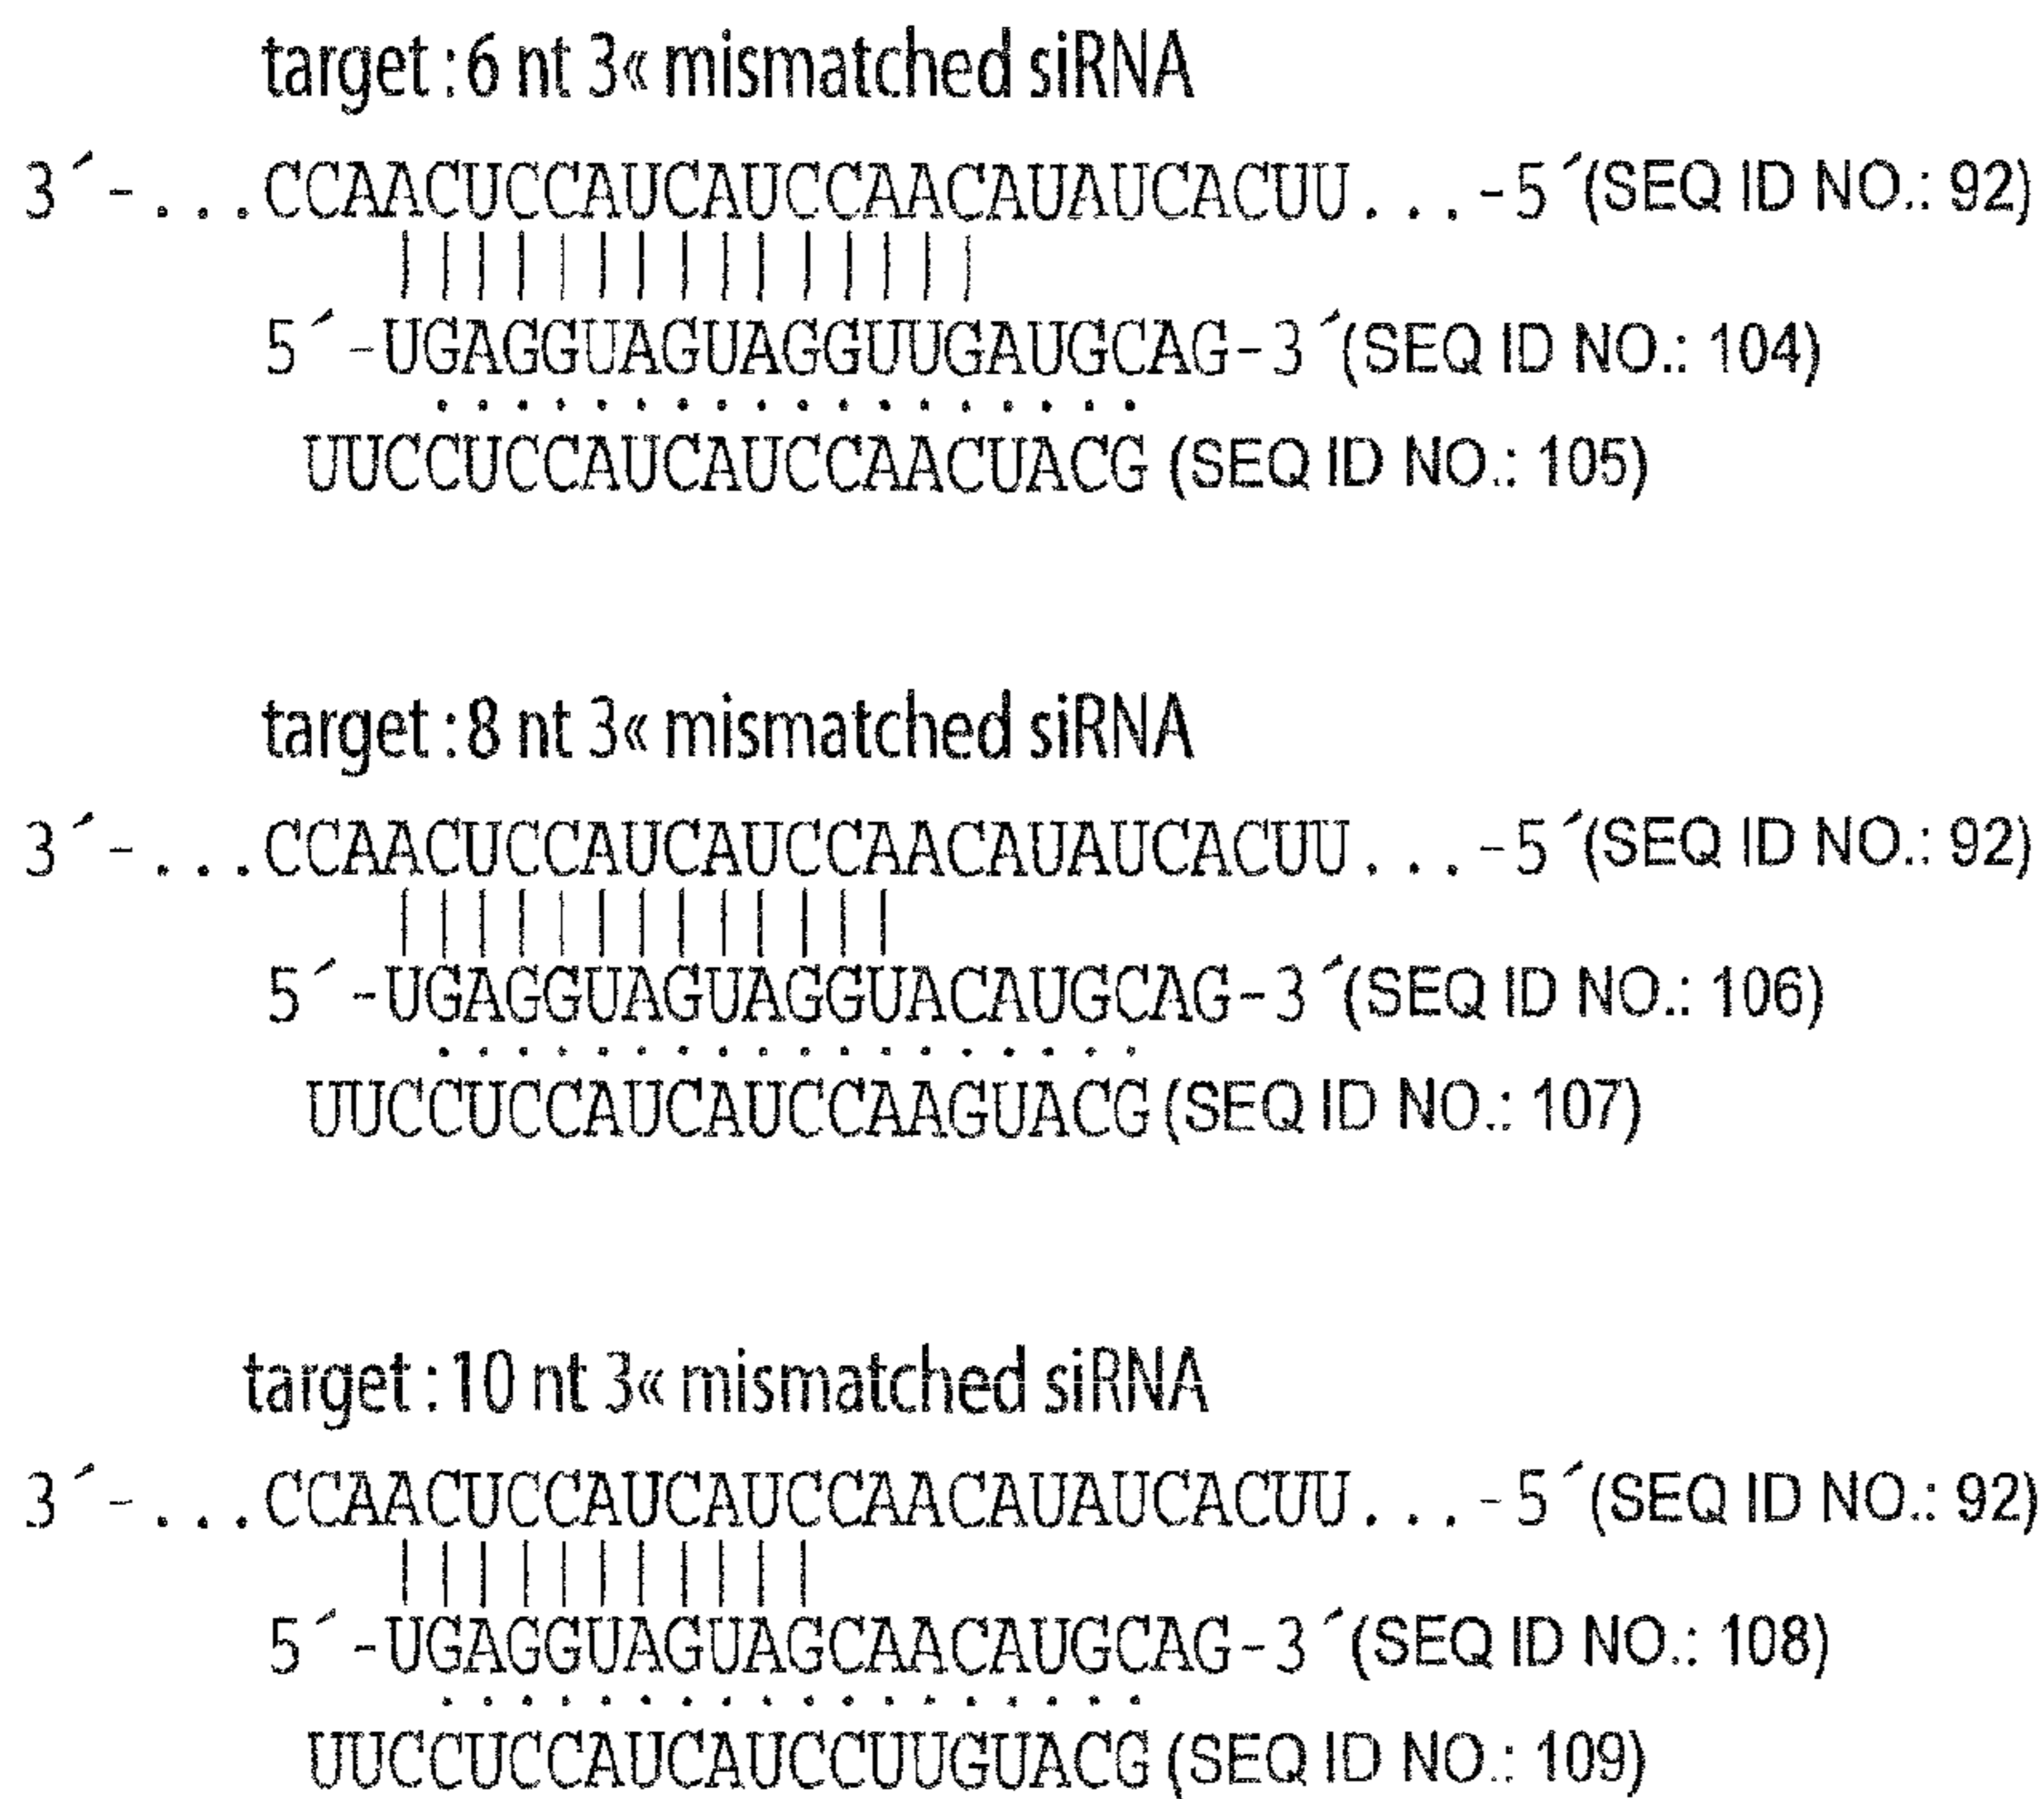 target : 6 nt 3« mismatched siRNA
3´-...CCAACUCCAUCAUCCAACAUAUCACUU...-5´(SEQ ID NO.: 92)
5´-UGAGGUAGUAGGUUGAUGCAG-3´(SEQ ID NO.: 104)
UUCCUCCAUCAUCCAACUACG (SEQ ID NO.: 105)
target : 8 nt 3« mismatched siRNA
3´-...CCAACUCCAUCAUCCAACAUAUCACUU...-5´(SEQ ID NO.: 92)
5´-UGAGGUAGUAGGUACAUGCAG-3´(SEQ ID NO.: 106)
UUCCUCCAUCAUCCAAGUACG (SEQ ID NO.: 107)
target : 10 nt 3« mismatched siRNA
3´-...CCAACUCCAUCAUCCAACAUAUCACUU...-5´(SEQ ID NO.: 92)
5´-UGAGGUAGUAGCAACAUGCAG-3´(SEQ ID NO.: 108)
UUCCUCCAUCAUCCUUGUACG (SEQ ID NO.: 109)